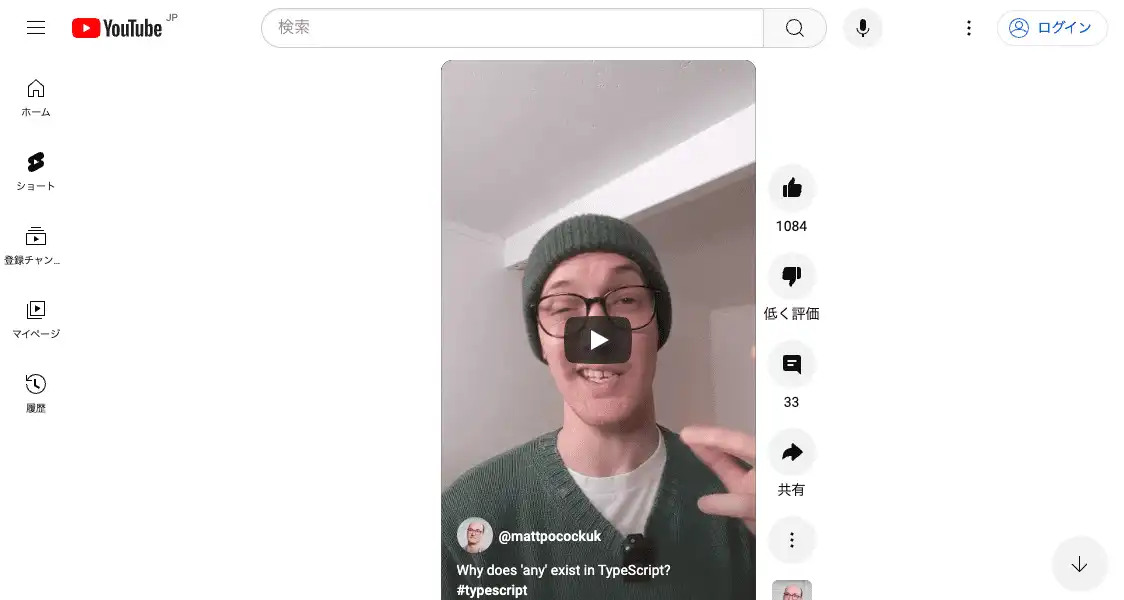 YouTube JP
検索
ログイン
ホーム
ショート
登録チャン...
マイページ
履歴
1084
低く評価
33
共有
@mattpocockuk
Why does 'any' exist in TypeScript?
#typescript